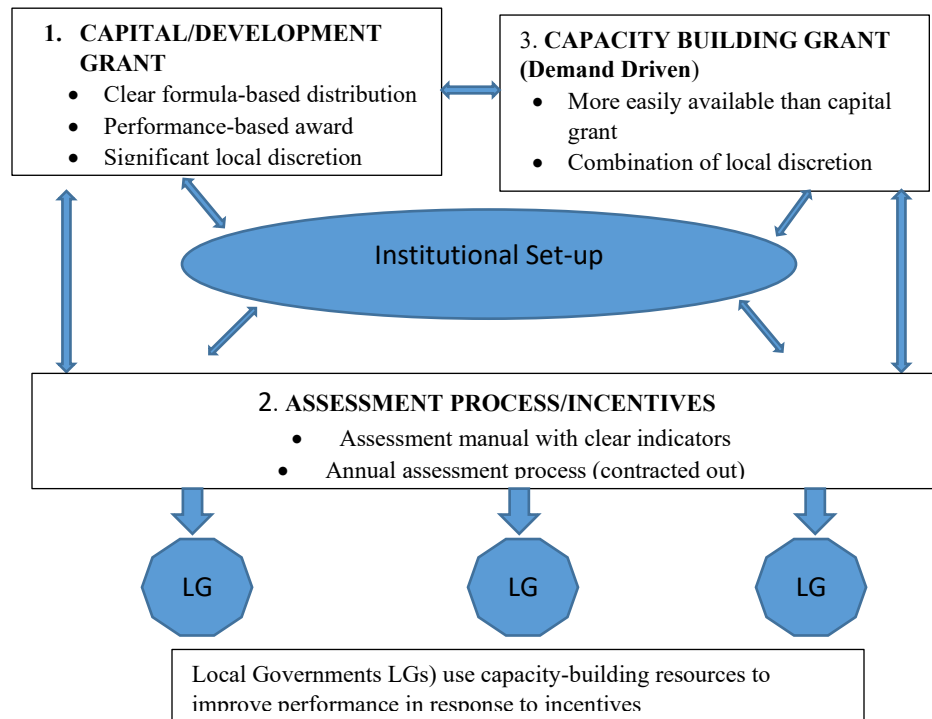 1. CAPITAL/DEVELOPMENT
GRANT
• Clear formula-based distribution
• Performance-based award
• Significant local discretion
3. CAPACITY BUILDING GRANT
(Demand Driven)
• More easily available than capital
grant
• Combination of local discretion
Institutional Set-up
2. ASSESSMENT PROCESS/INCENTIVES
• Assessment manual with clear indicators
• Annual assessment process (contracted out)
LG
LG
LG
Local Governments LGs) use capacity-building resources to
improve performance in response to incentives